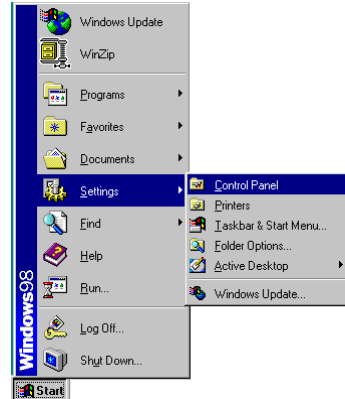 Windows Update
WinZip
Programs
Favorites
Documents
Settings
Find
Help
Run...
Log Off...
Shut Down...
Control Panel
Printers
Taskbar & Start Menu...
Folder Options...
Active Desktop
Windows Update...
Windows98
Start